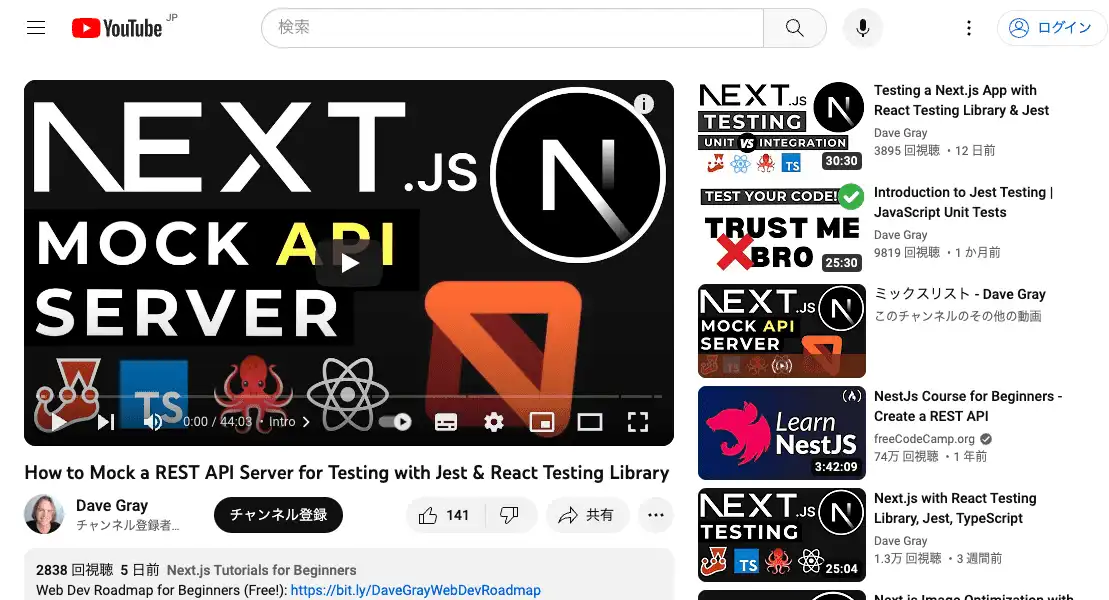 YouTube JP
検索
ログイン
NEXT.JS
MOCK API
SERVER
TS
0:00 / 44:03 • Intro
How to Mock a REST API Server for Testing with Jest & React Testing Library
Dave Gray
チャンネル登録者...
チャンネル登録
141
共有
2838 回視聴 5 日前 Next.js Tutorials for Beginners
Web Dev Roadmap for Beginners (Free!): https://bit.ly/DaveGrayWebDevRoadmap
NEXT.JS
TESTING
UNIT VS INTEGRATION
TS
30:30
Testing a Next.js App with
React Testing Library & Jest
Dave Gray
3895 回視聴 ・12 日前
TEST YOUR CODE!
TRUST ME
BRO
25:30
Introduction to Jest Testing |
JavaScript Unit Tests
Dave Gray
9819 回視聴 ・1 か月前
NEXT.JS
MOCK API
SERVER
ミックスリスト - Dave Gray
このチャンネルのその他の動画
Learn
NestJS
3:42:09
NestJs Course for Beginners -
Create a REST API
freeCodeCamp.org
74万 回視聴 ・1 年前
NEXT.JS
TESTING
TS
25:04
Next.js with React Testing
Library, Jest, TypeScript
Dave Gray
1.3万 回視聴 ・3 週間前
Next.js Image Optimization with